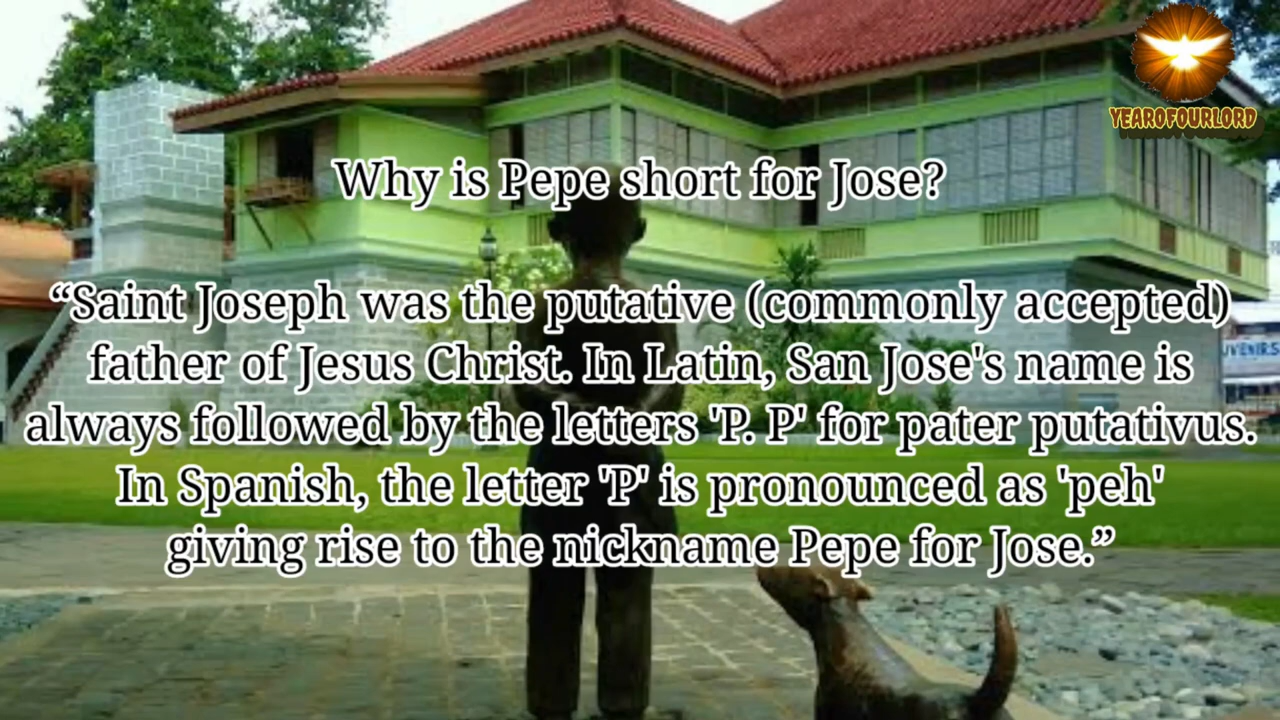 YEAROFOURLORD
Why is Pepe short for Jose?
“Saint Joseph was the putative (commonly accepted)
father of Jesus Christ. In Latin, San Jose's name is
always followed by the letters 'P. P' for pater putativus.
In Spanish, the letter 'P' is pronounced as 'peh'
giving rise to the nickname Pepe for Jose.”